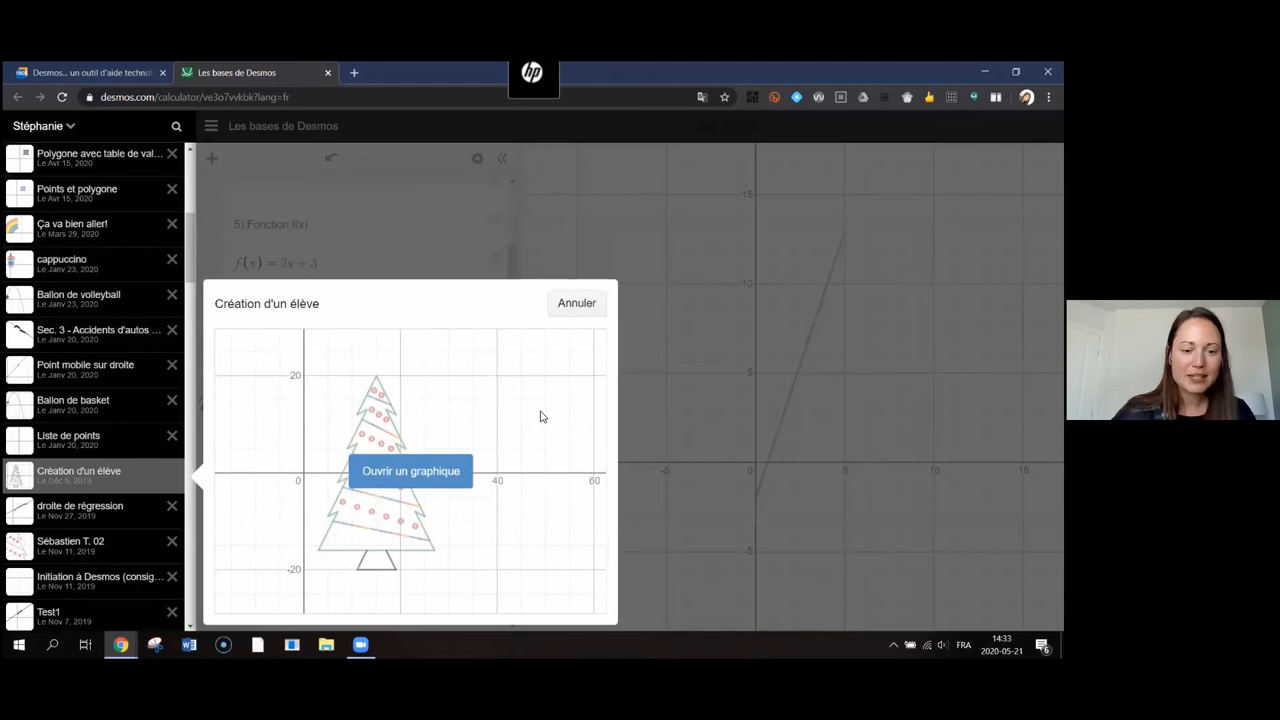 hp
Desmos... un outil d'aide technol
Les bases de Desmos
desmos.com/calculator/ve3o7vvkbk?lang=fr
Stéphanie
Les bases de Desmos
Polygone avec table de val...
Le Avr 15, 2020
Points et polygone
Le Avr 15, 2020
Ça va bien aller!
Le Mars 29, 2020
cappuccino
Le Janv 23, 2020
Ballon de volleyball
Le Janv 23, 2020
Sec. 3 - Accidents d'autos ...
Le Janv 20, 2020
Point mobile sur droite
Le Janv 20, 2020
Ballon de basket
Le Janv 20, 2020
Liste de points
Le Janv 20, 2020
Création d'un élève
Le Déc 5, 2019
droite de régression
Le Nov 27, 2019
Sébastien T. 02
Le Nov 11, 2019
Initiation à Desmos (consig...
Le Nov 11, 2019
Test1
Le Nov 7, 2019
5) Fonction f(x)
f(x) = 2x + 3
Création d'un élève
Annuler
20
0
40
60
-20
Ouvrir un graphique
15
10
5
-5
0
5
10
15
-5
FRA
14:33
2020-05-21
6